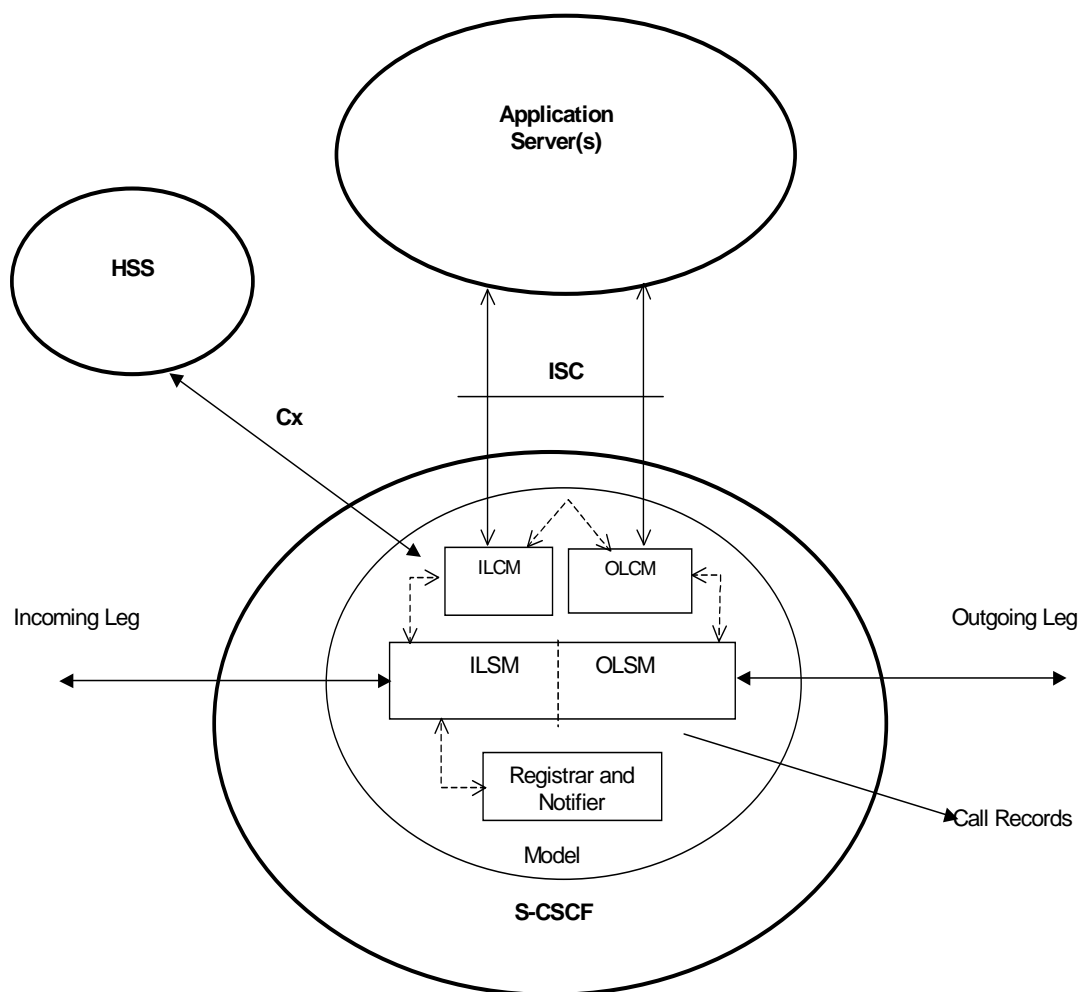 Application
Server(s)
HSS
ISC
Cx
ILCM
OLCM
Incoming Leg
Outgoing Leg
ILSM
OLSM
Registrar and
Notifier
Call Records
Model
S-CSCF